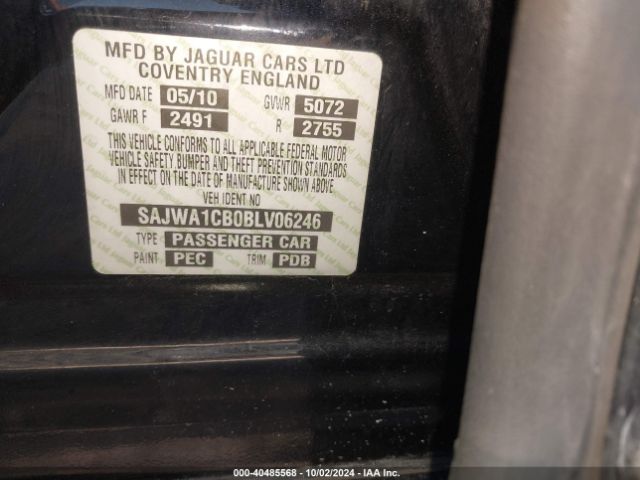 MFD BY JAGUAR CARS LTD
COVENTRY ENGLAND
MFD DATE 05/10 GVWR 5072
GAWR F 2491 R 2755
THIS VEHICLE CONFORMS TO ALL APPLICABLE FEDERAL MOTOR
VEHICLE SAFETY, BUMPER AND THEFT PREVENTION STANDARDS
IN EFFECT ON THE DATE OF MANUFACTURE SHOWN ABOVE
VEH IDENT NO
SAJWA1CB0BLV06246
TYPE PASSENGER CAR
PAINT PEC TRIM PDB
000-40485568 - 10/02/2024 - IAA Inc.